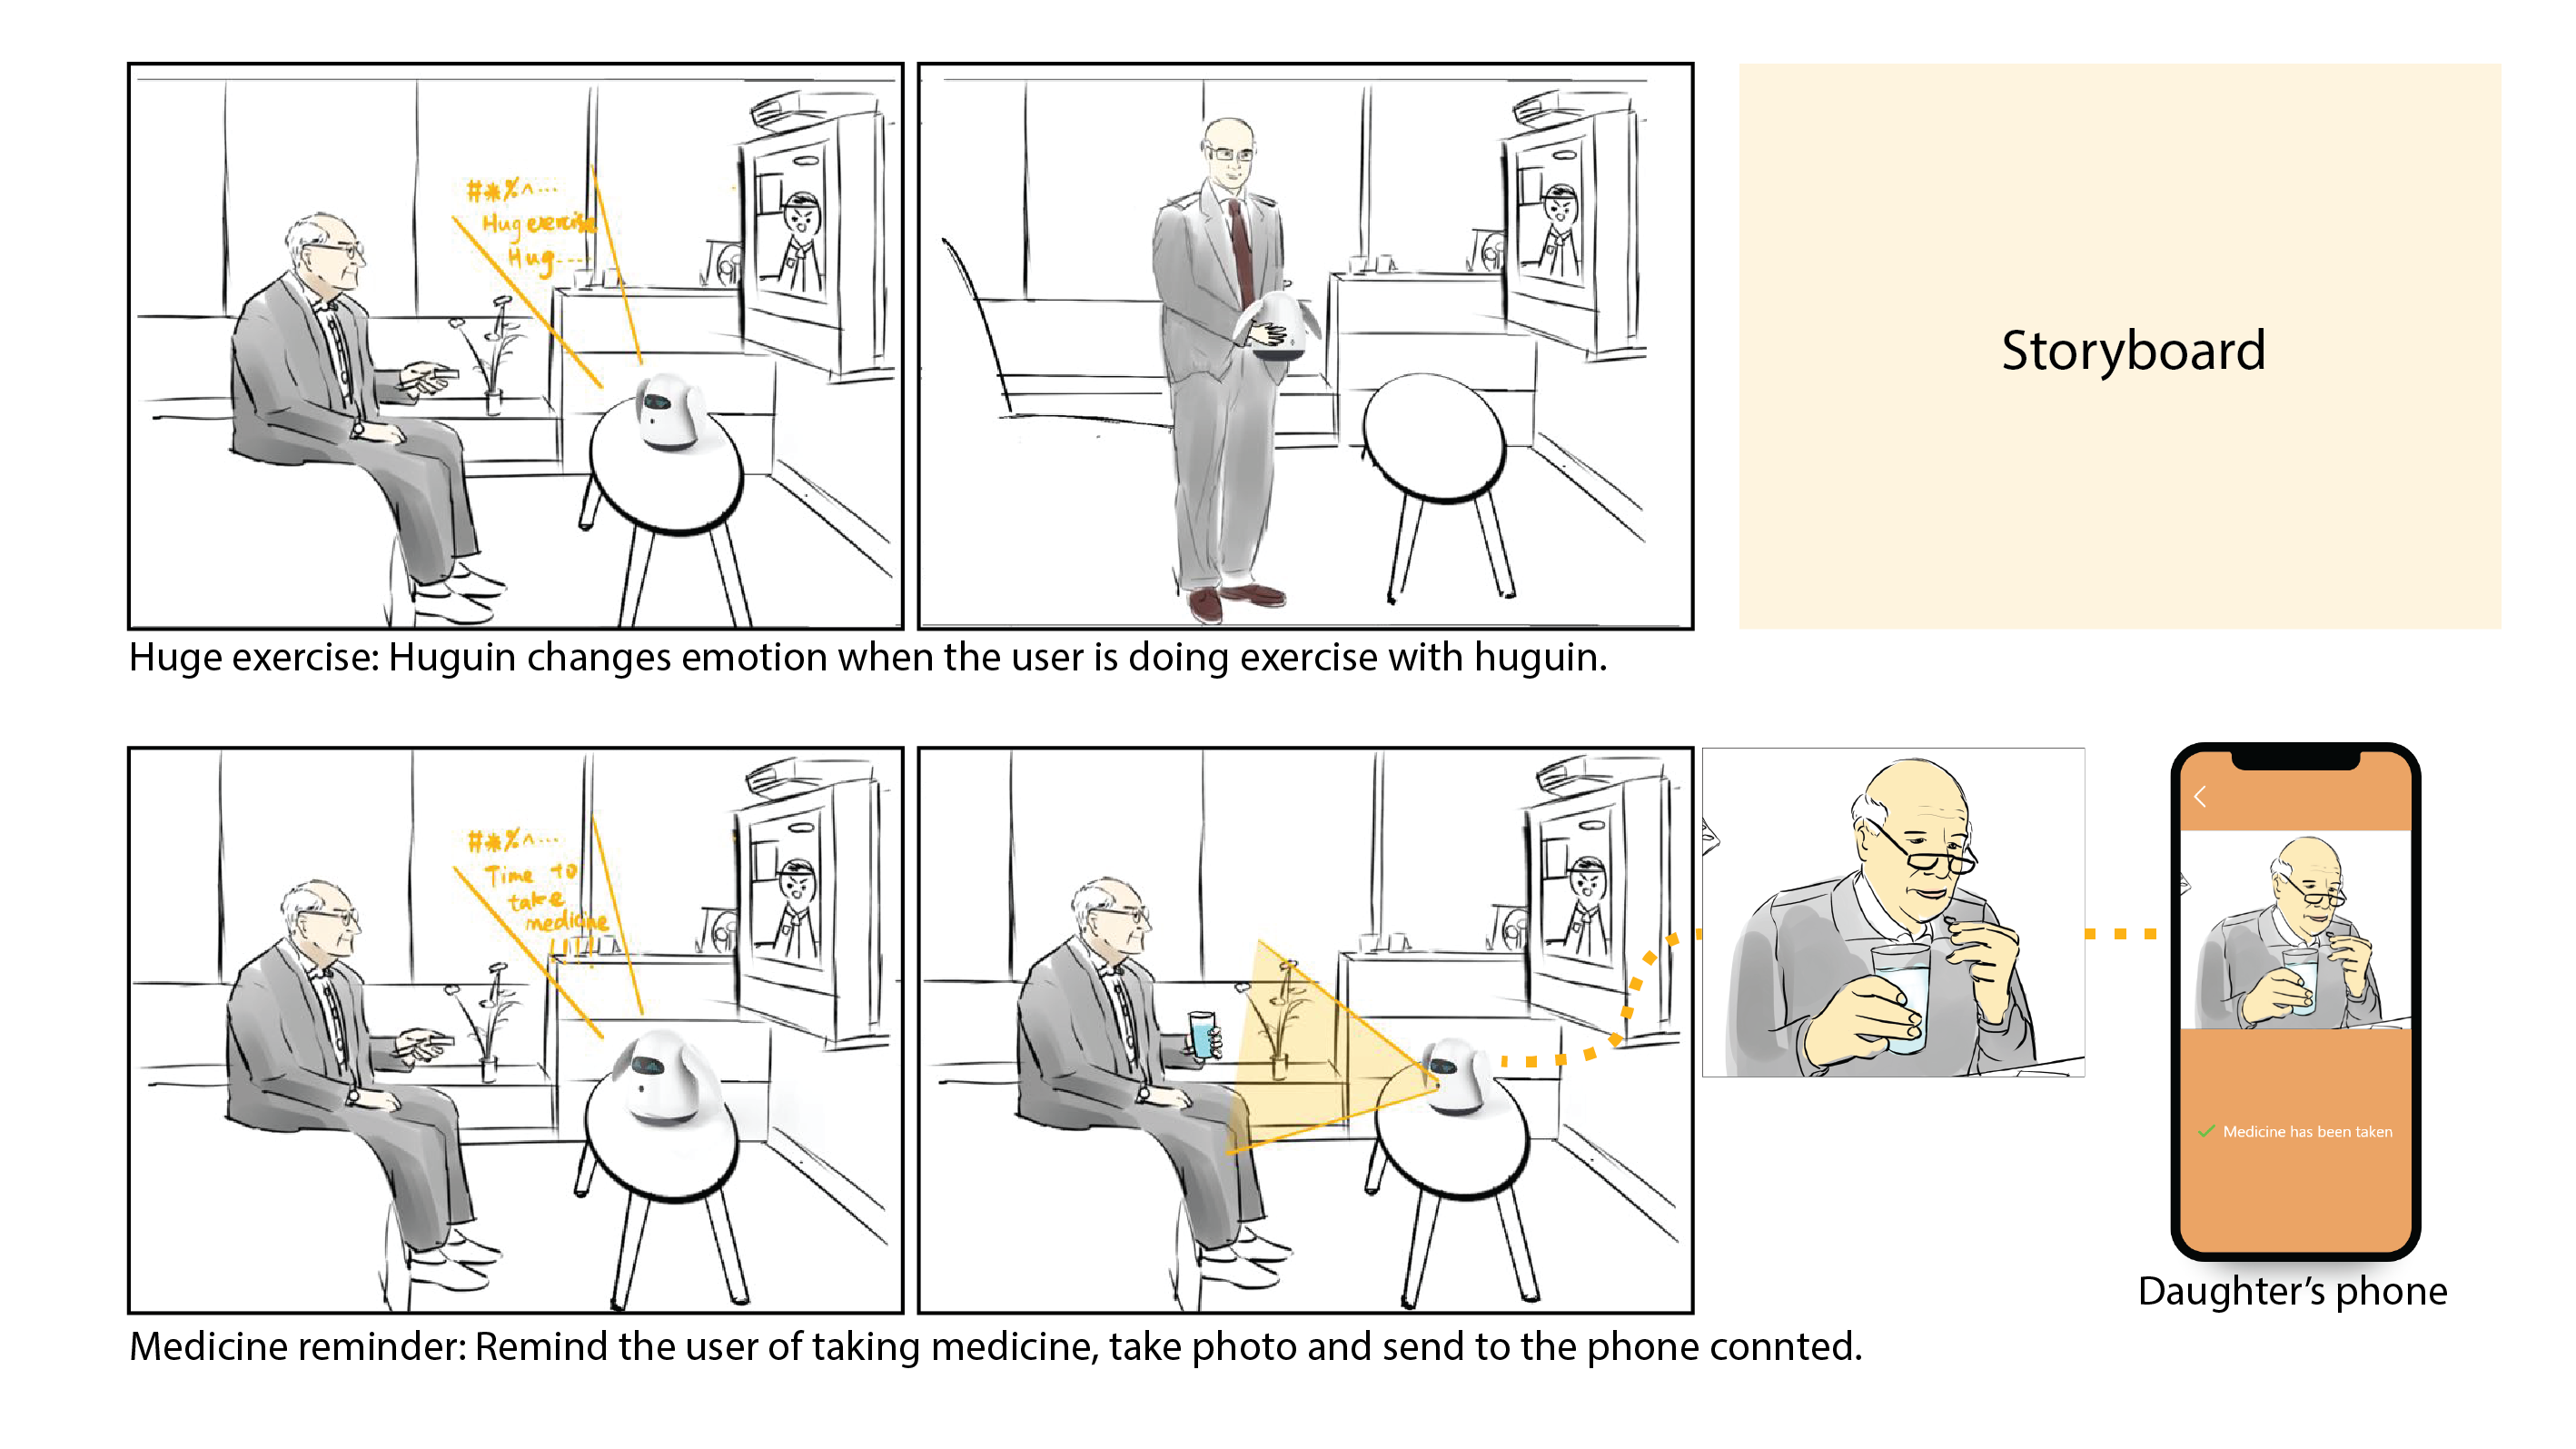 #*%^...
Hug exercise
Hug....
Storyboard
Huge exercise: Huguin changes emotion when the user is doing exercise with huguin.
#*%^...
Time to
take
medicine
!!!!
Medicine has been taken
Daughter's phone
Medicine reminder: Remind the user of taking medicine, take photo and send to the phone connted.